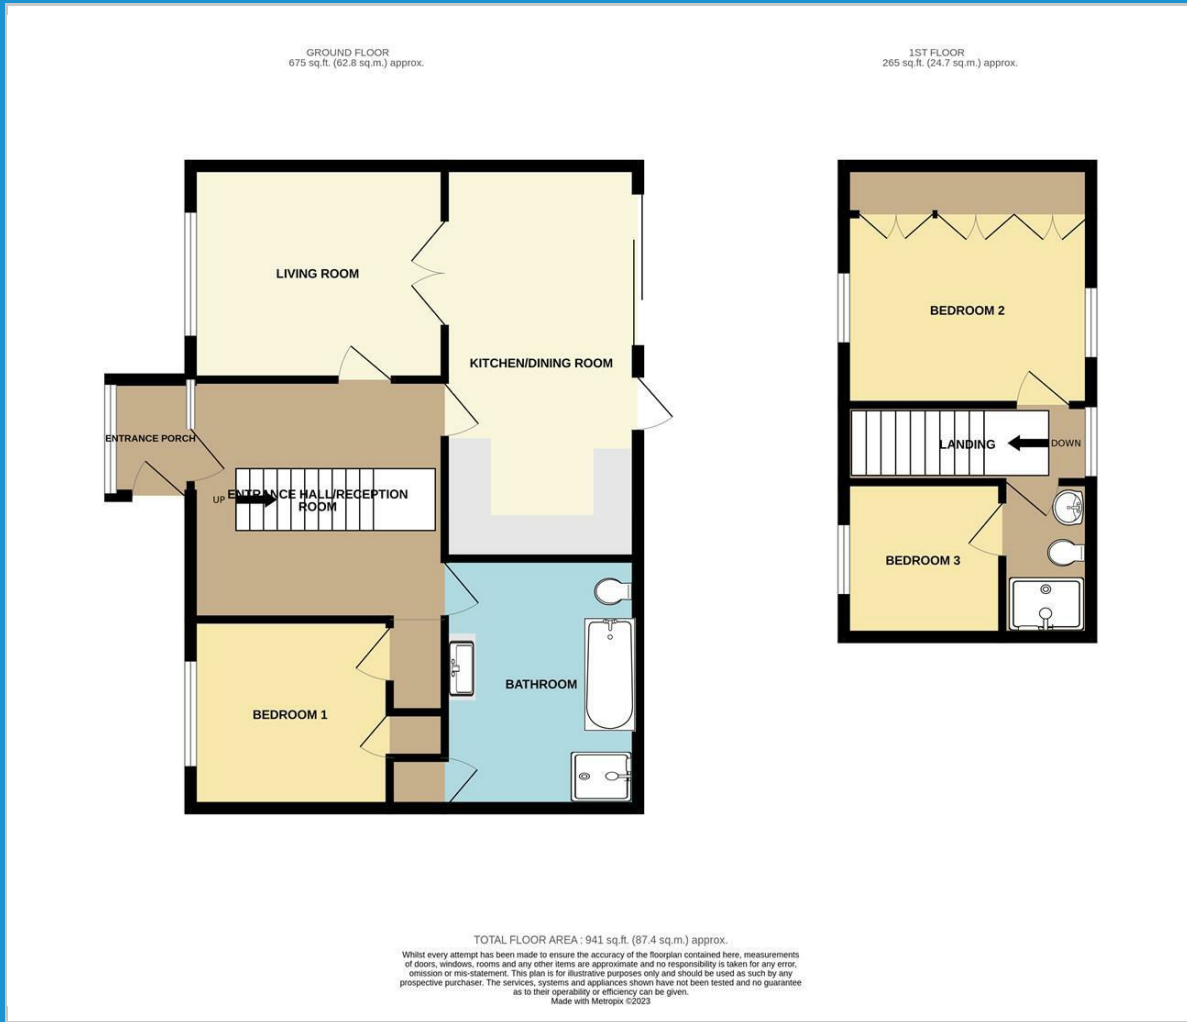 GROUND FLOOR
675 sq.ft. (62.8 sq.m.) approx.
1ST FLOOR
265 sq.ft. (24.7 sq.m.) approx.
LIVING ROOM
KITCHEN/DINING ROOM
ENTRANCE PORCH
UP
ENTRANCE HALL/RECEPTION
ROOM
BEDROOM 1
BATHROOM
BEDROOM 2
LANDING
DOWN
BEDROOM 3
TOTAL FLOOR AREA : 941 sq.ft. (87.4 sq.m.) approx.
Whilst every attempt has been made to ensure the accuracy of the floorplan contained here, measurements
of doors, windows, rooms and any other items are approximate and no responsibility is taken for any error,
omission or mis-statement. This plan is for illustrative purposes only and should be used as such by any
prospective purchaser. The services, systems and appliances shown have not been tested and no guarantee
as to their operability or efficiency can be given.
Made with Metropix ©2023